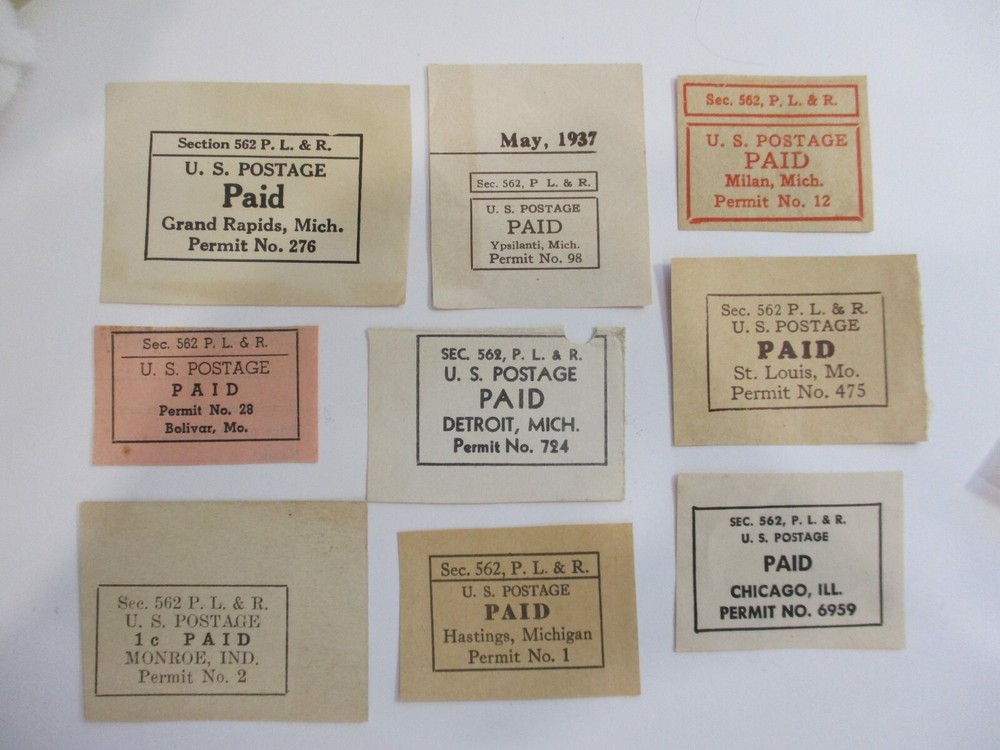 Section 562 P. L. & R.
U. S. POSTAGE
Paid
Grand Rapids, Mich.
Permit No. 276
May, 1937
Sec. 562, P L. & R.
U. S. POSTAGE
PAID
Ypsilanti, Mich.
Permit No. 98
Sec. 562, P. L. & R.
U. S. POSTAGE
PAID
Milan, Mich.
Permit No. 12
Sec. 562 P. L. & R.
U. S. POSTAGE
PAID
Permit No. 28
Bolivar, Mo.
SEC. 562, P. L. & R.
U. S. POSTAGE
PAID
DETROIT, MICH.
Permit No. 724
Sec. 562 P. L. & R.
U. S. POSTAGE
PAID
St. Louis, Mo.
Permit No. 475
Sec. 562 P. L. & R.
U. S. POSTAGE
1c PAID
MONROE, IND.
Permit No. 2
Sec. 562, P. L. & R.
U. S. POSTAGE
PAID
Hastings, Michigan
Permit No. 1
SEC. 562, P. L. & R.
U. S. POSTAGE
PAID
CHICAGO, ILL.
PERMIT NO. 6959